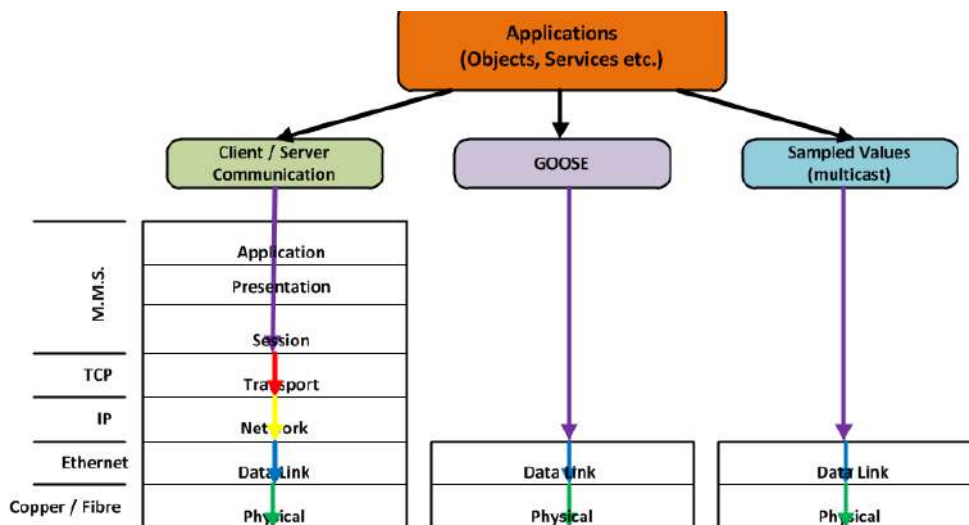 Applications
(Objects, Services etc.)
Client / Server
Communication
GOOSE
Sampled Values
(multicast)
M.M.S.
Application
Presentation
Session
TCP
Transport
IP
Network
Ethernet
Data Link
Data Link
Data Link
Copper / Fibre
Physical
Physical
Physical